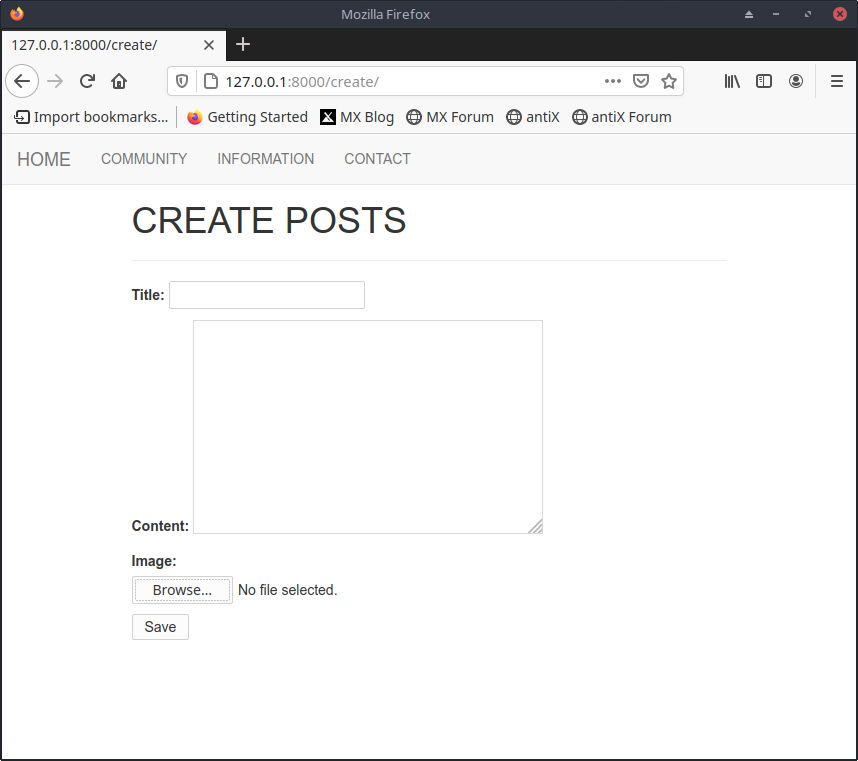 Mozilla Firefox
127.0.0.1:8000/create/
127.0.0.1:8000/create/
Import bookmarks... Getting Started MX Blog MX Forum antiX antiX Forum
HOME COMMUNITY INFORMATION CONTACT
CREATE POSTS
Title:
Content:
Image:
Browse... No file selected.
Save